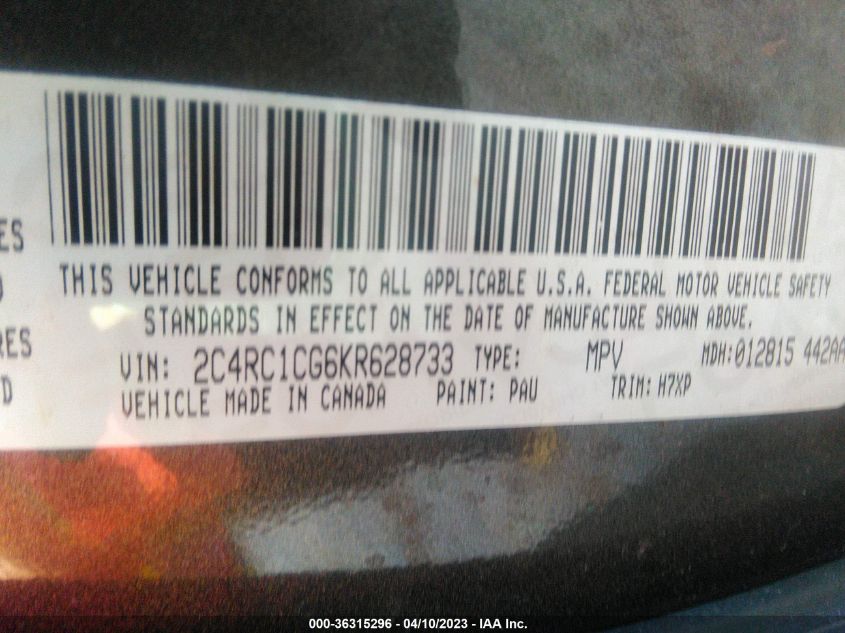 ES
THIS VEHICLE CONFORMS TO ALL APPLICABLE U.S.A. FEDERAL MOTOR VEHICLE SAFETY
STANDARDS IN EFFECT ON THE DATE OF MANUFACTURE SHOWN ABOVE.
RES
VIN: 2C4RC1CG6KR628733 TYPE: MPV MDH:012815 442AA
D
VEHICLE MADE IN CANADA PAINT: PAU TRIM: H7XP
000-36315296 - 04/10/2023 - IAA Inc.